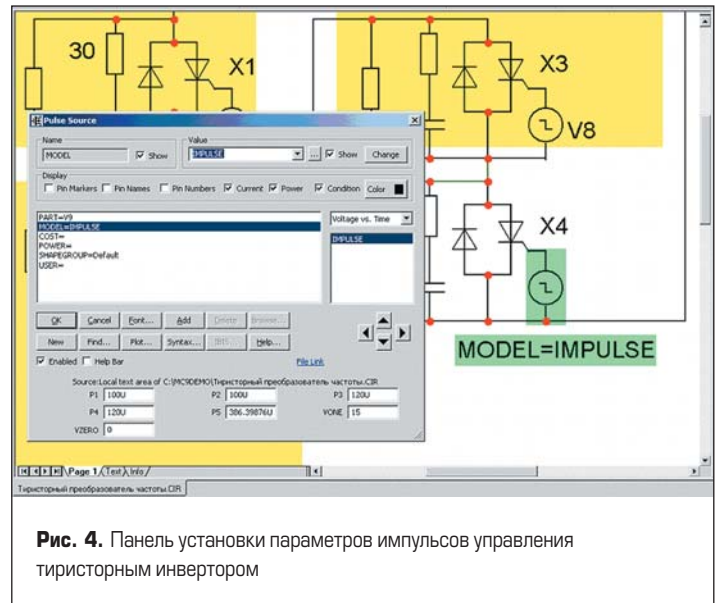 30
X1
X3
V8
X4
MODEL=IMPULSE
Pulse Source
Name
Value
MODEL
Show
IMPULSE
...
Show
Change
Display
Pin Markers Pin Names Pin Numbers Current Power Condition Color
PART=V9
MODEL=IMPULSE
COST=
POWER=
SHAPEGROUP=Default
USER=
Voltage vs. Time
IMPULSE
OK Cancel Font... Add Delete Browse...
New Find... Plot... Syntax... IBIS... Help...
Enabled Help Bar
File Link
Source:Local text area of C:\MC9DEMO\Тиристорный преобразователь частоты.CIR
P1 100U P2 100U P3 120U
P4 120U P5 386.39876U VONE 15
VZERO 0
Page 1 Text Info
Тиристорный преобразователь частоты.CIR
Рис. 4. Панель установки параметров импульсов управления
тиристорным инвертором